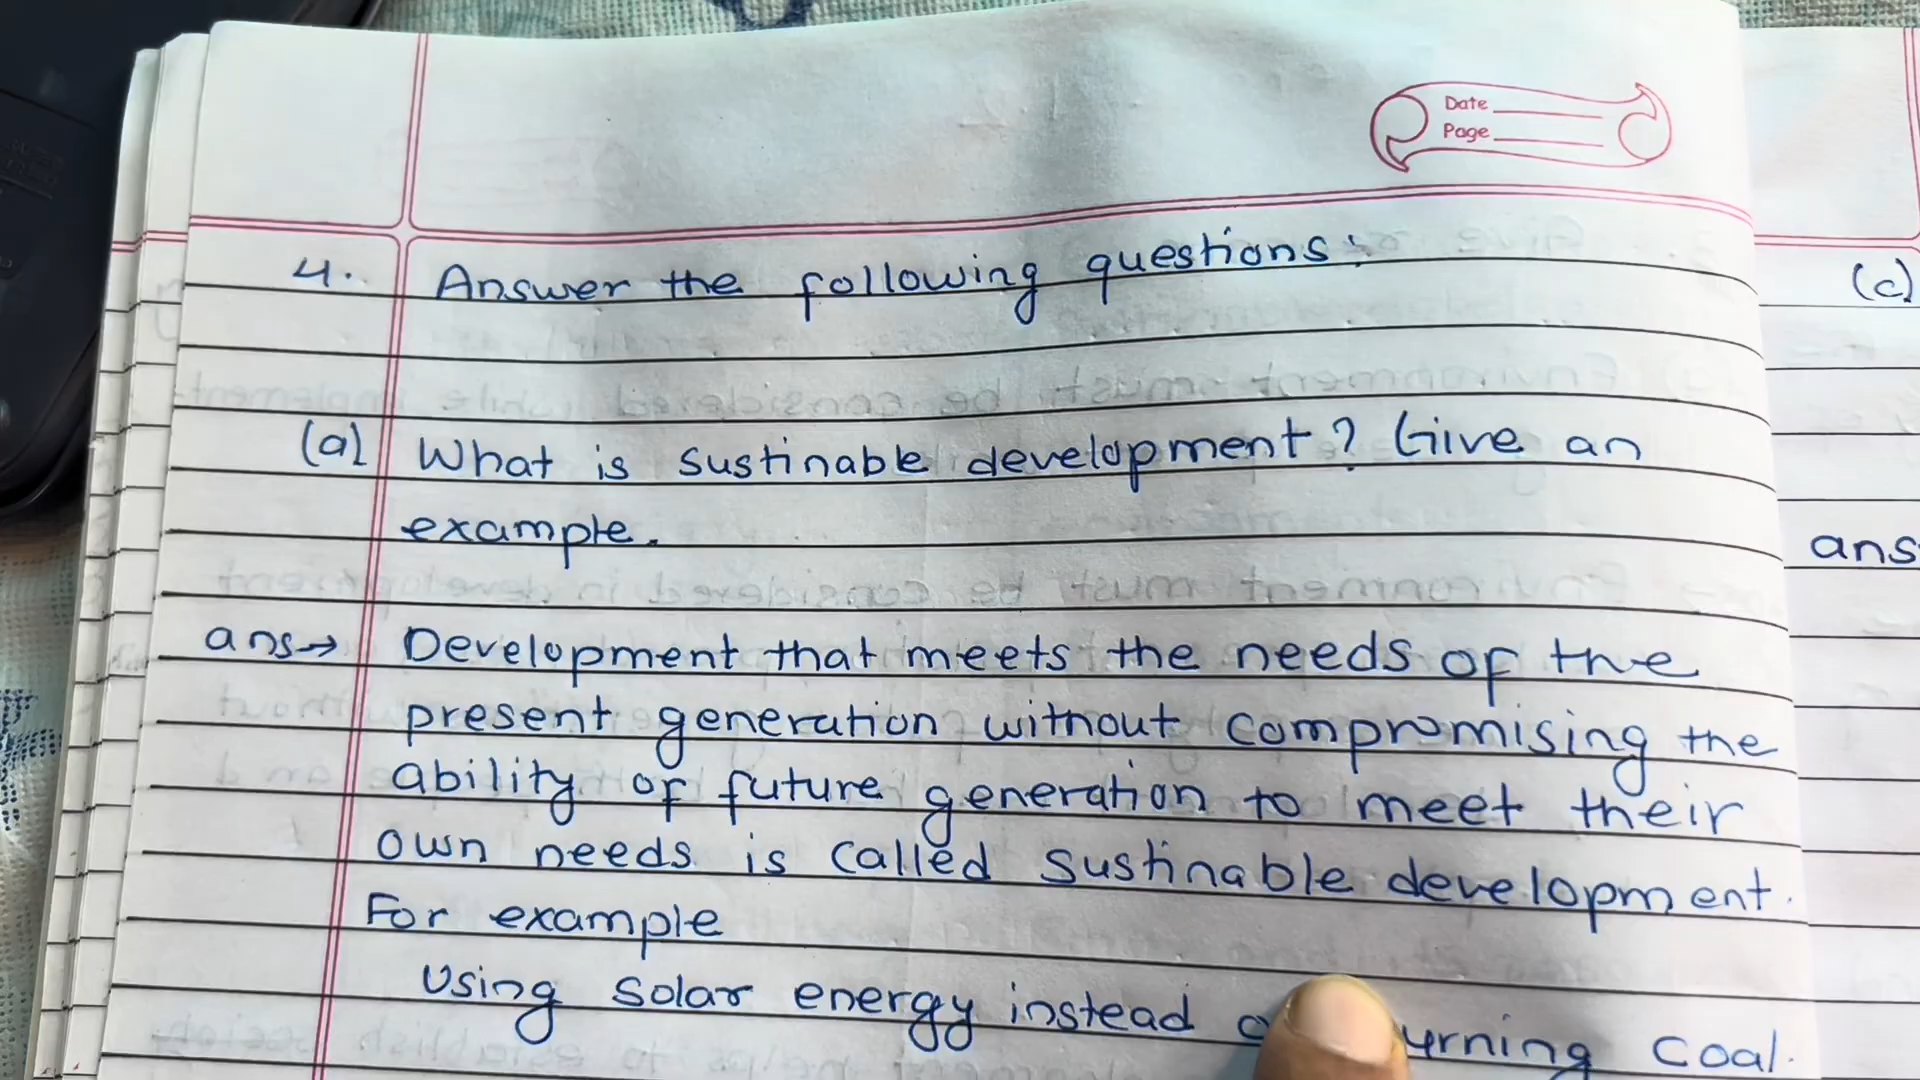 Date
Page
4. Answer the following questions:
(a) What is sustinable development? Give an
example.
ans→ Development that meets the needs of the
present generation without compromising the
ability of future generation to meet their
own needs is called sustinable development.
For example
Using solar energy instead coal.
(c)
ans